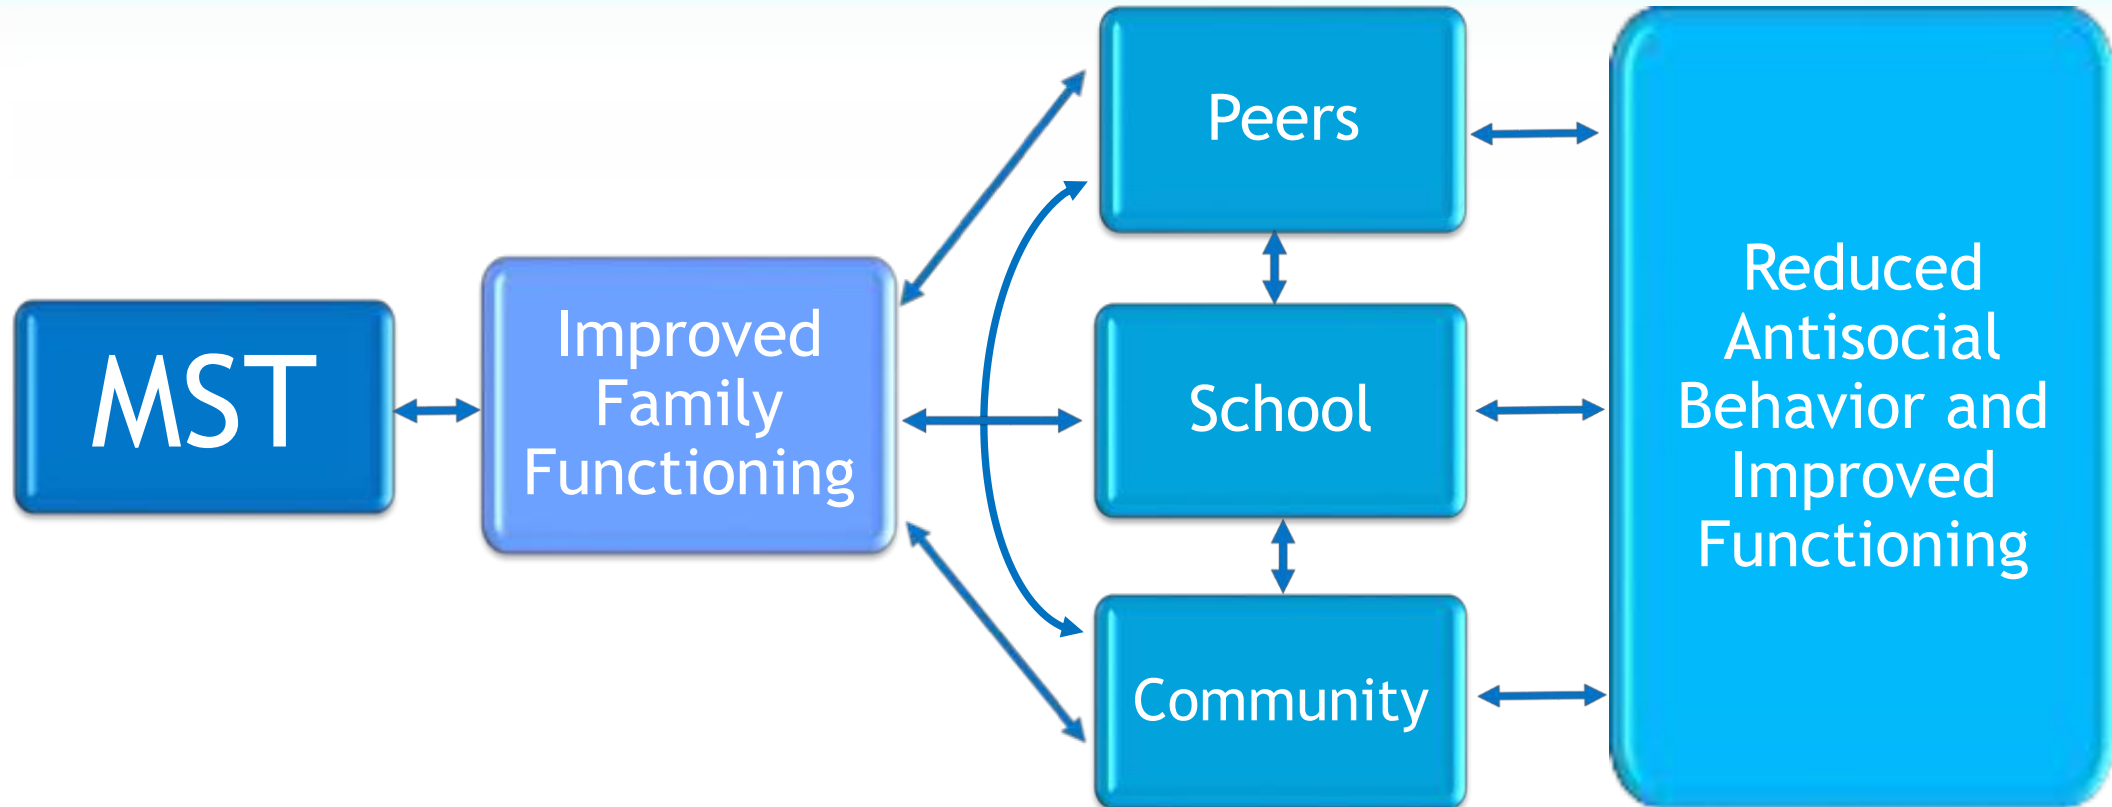 MST
Improved
Family
Functioning
Peers
School
Community
Reduced
Antisocial
Behavior and
Improved
Functioning